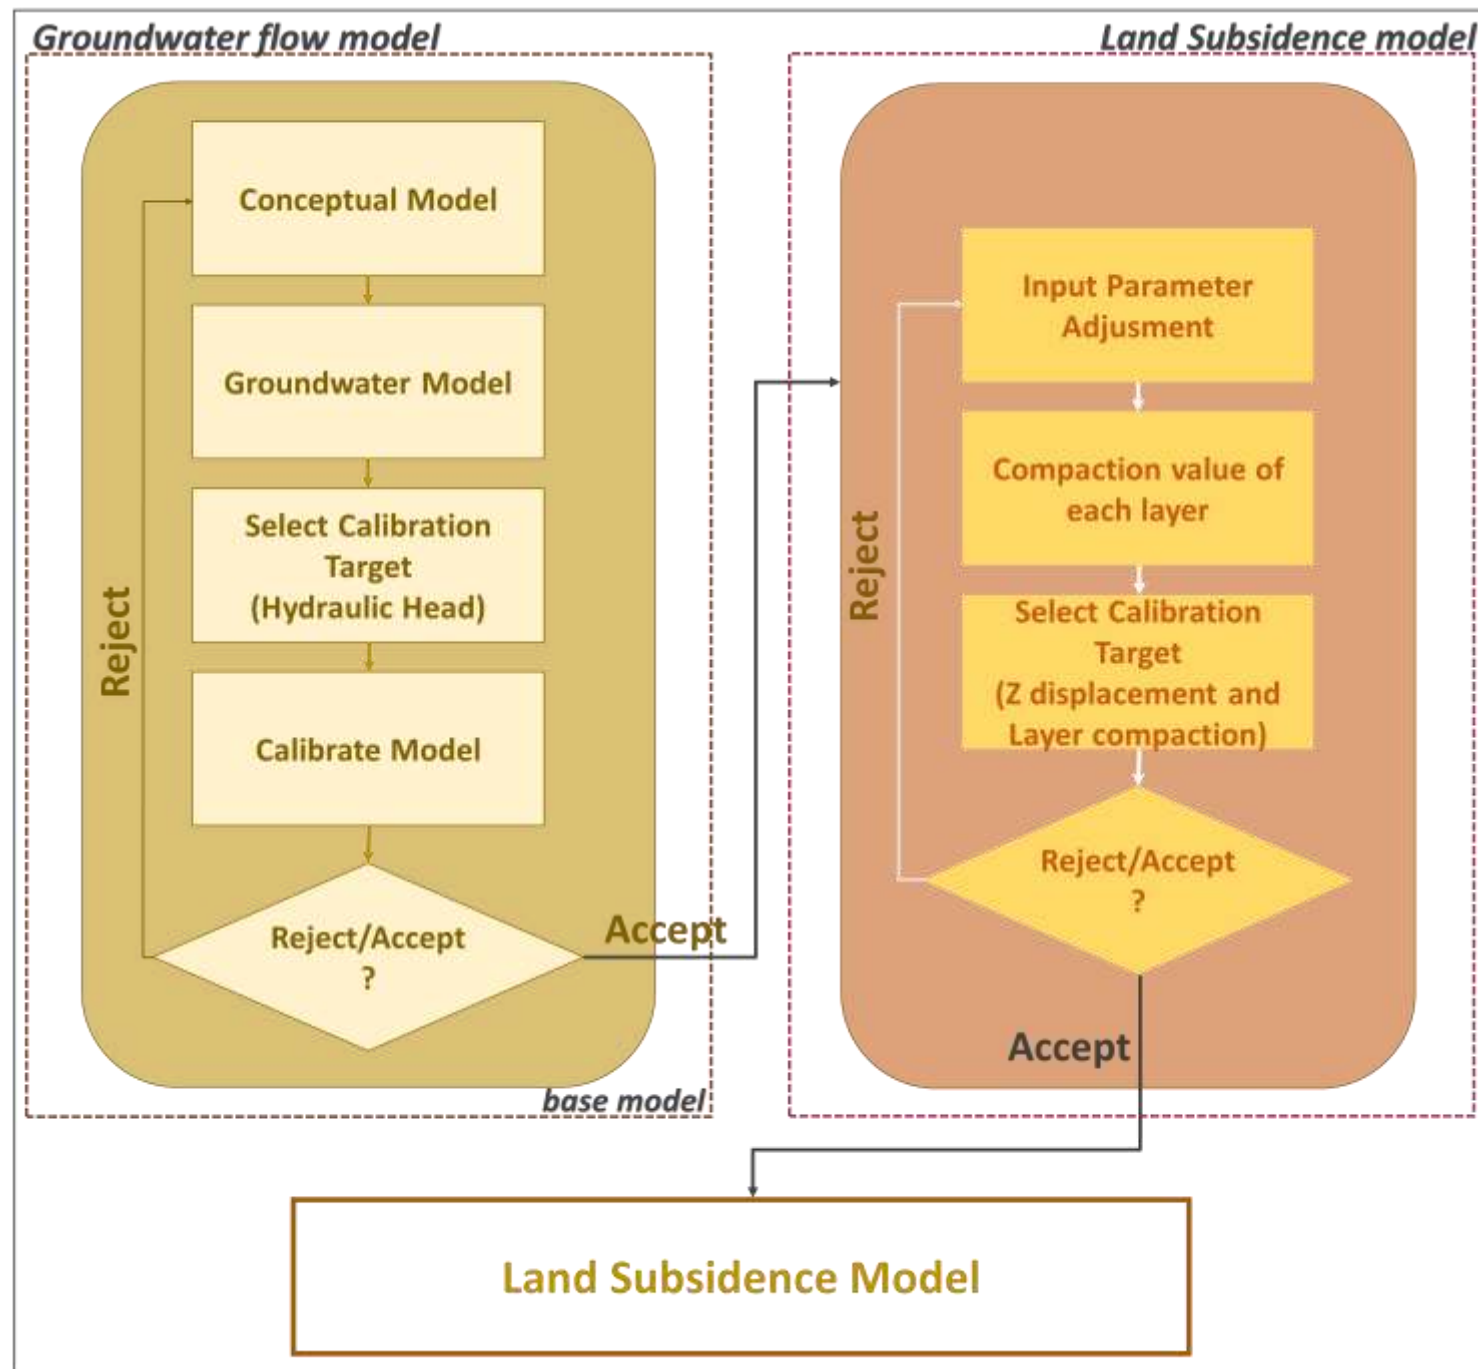 Groundwater flow model
Conceptual Model
Groundwater Model
Select Calibration
Target
(Hydraulic Head)
Calibrate Model
Reject/Accept
?
Reject
Accept
base model
Land Subsidence model
Input Parameter
Adjusment
Compaction value of
each layer
Select Calibration
Target
(Z displacement and
Layer compaction)
Reject/Accept
?
Reject
Accept
Land Subsidence Model